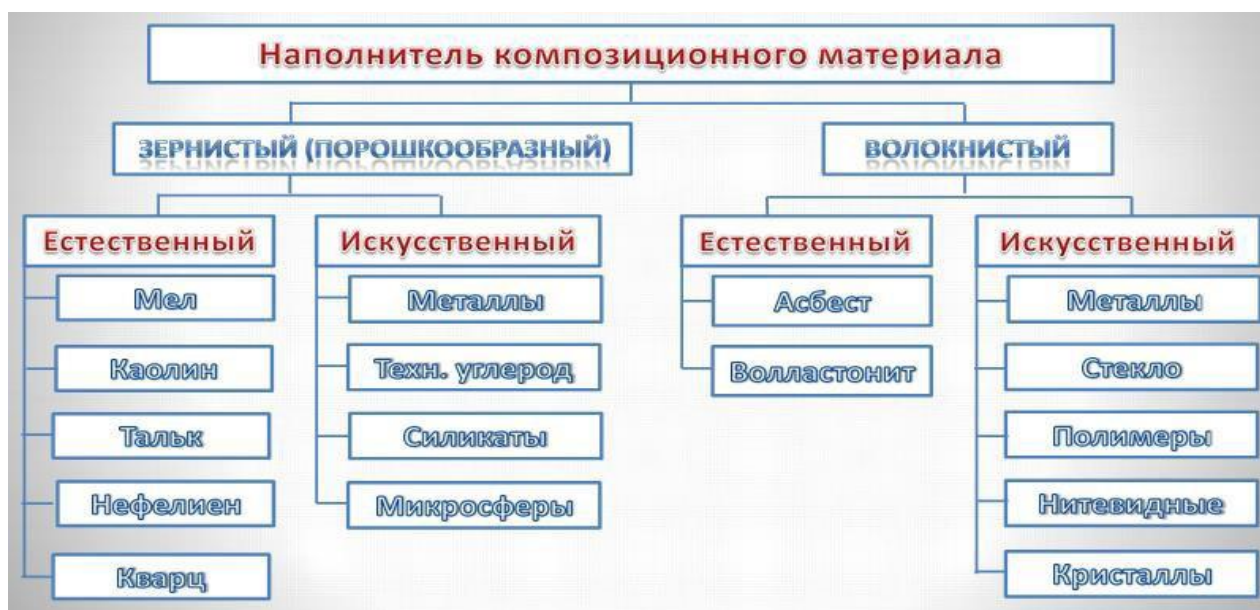 Наполнитель композиционного материала
ЗЕРНИСТЫЙ (ПОРОШКООБРАЗНЫЙ)
ВОЛОКНИСТЫЙ
Естественный
Мел
Каолин
Тальк
Нефелиен
Кварц
Искусственный
Металлы
Техн. углерод
Силикаты
Микросферы
Естественный
Асбест
Волластонит
Искусственный
Металлы
Стекло
Полимеры
Нитевидные
Кристаллы